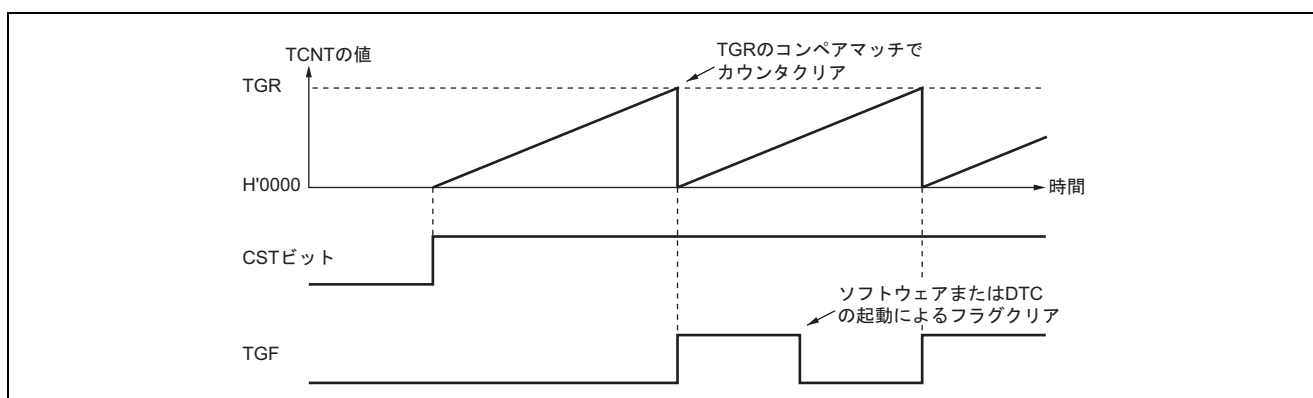 TCNTの値
TGRのコンペアマッチで
カウンタクリア
TGR
H'0000
時間
CSTビット
ソフトウェアまたはDTC
の起動によるフラグクリア
TGF